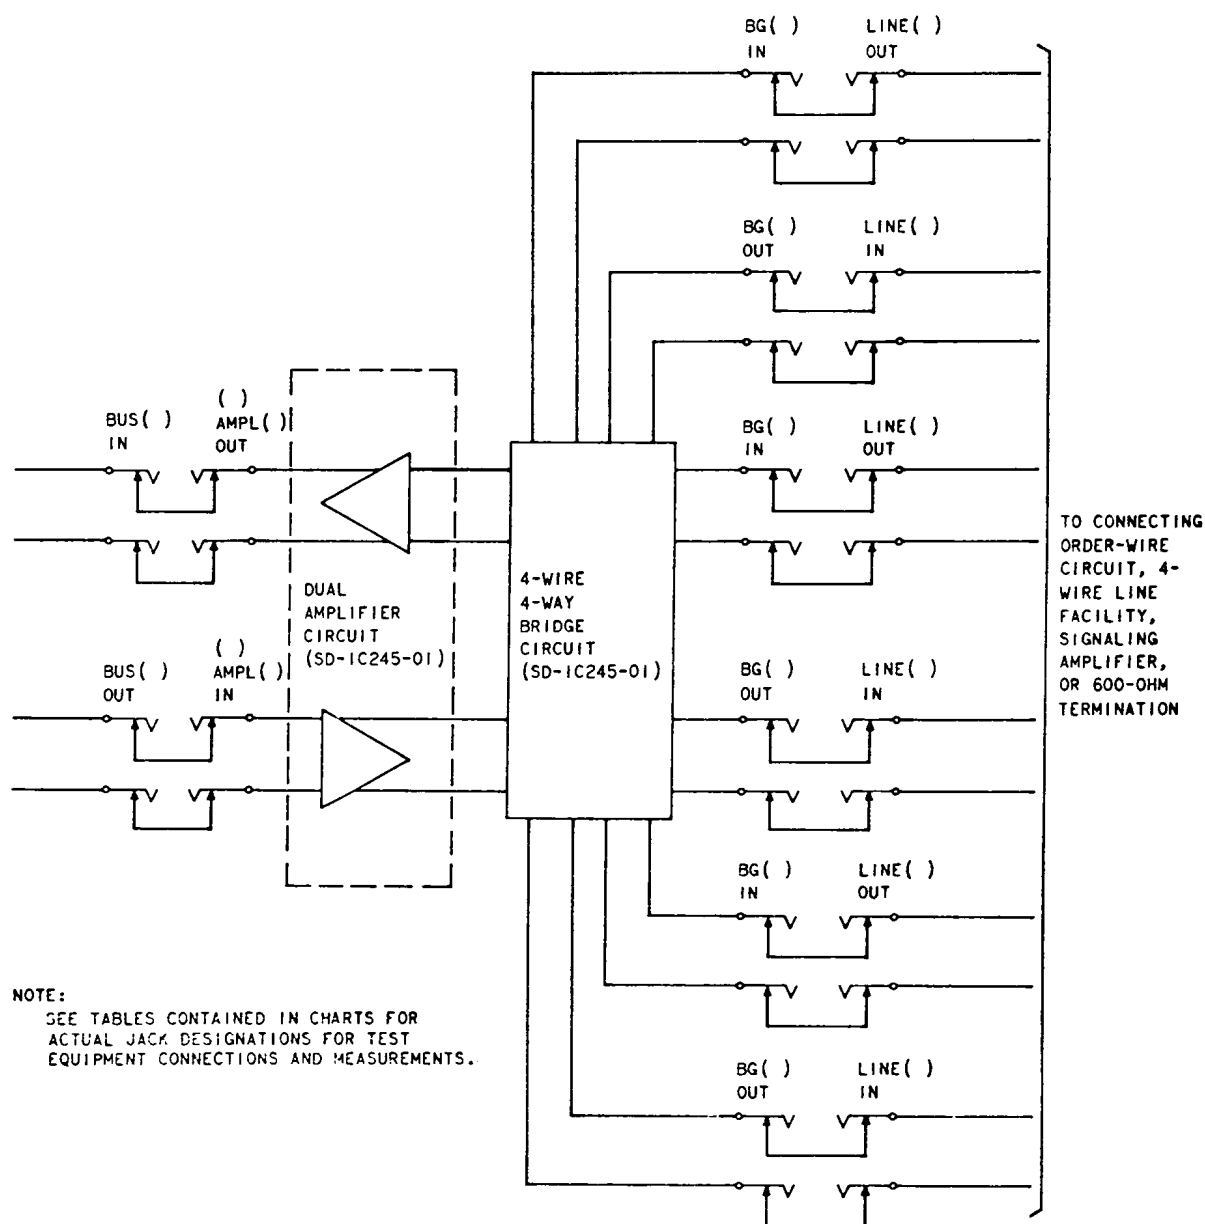 BG( ) LINE( )
IN OUT
BG( ) LINE( )
OUT IN
( )
BUS( ) AMPL( )
IN OUT
BG( ) LINE( )
IN OUT
TO CONNECTING
ORDER-WIRE
CIRCUIT, 4-
WIRE LINE
FACILITY,
SIGNALING
AMPLIFIER,
OR 600-OHM
TERMINATION
DUAL
AMPLIFIER
CIRCUIT
(SD-1C245-01)
4-WIRE
4-WAY
BRIDGE
CIRCUIT
(SD-1C245-01)
( )
BUS( ) AMPL( )
OUT IN
BG( ) LINE( )
OUT IN
BG( ) LINE( )
IN OUT
NOTE:
SEE TABLES CONTAINED IN CHARTS FOR
ACTUAL JACK DESIGNATIONS FOR TEST
EQUIPMENT CONNECTIONS AND MEASUREMENTS.
BG( ) LINE( )
OUT IN